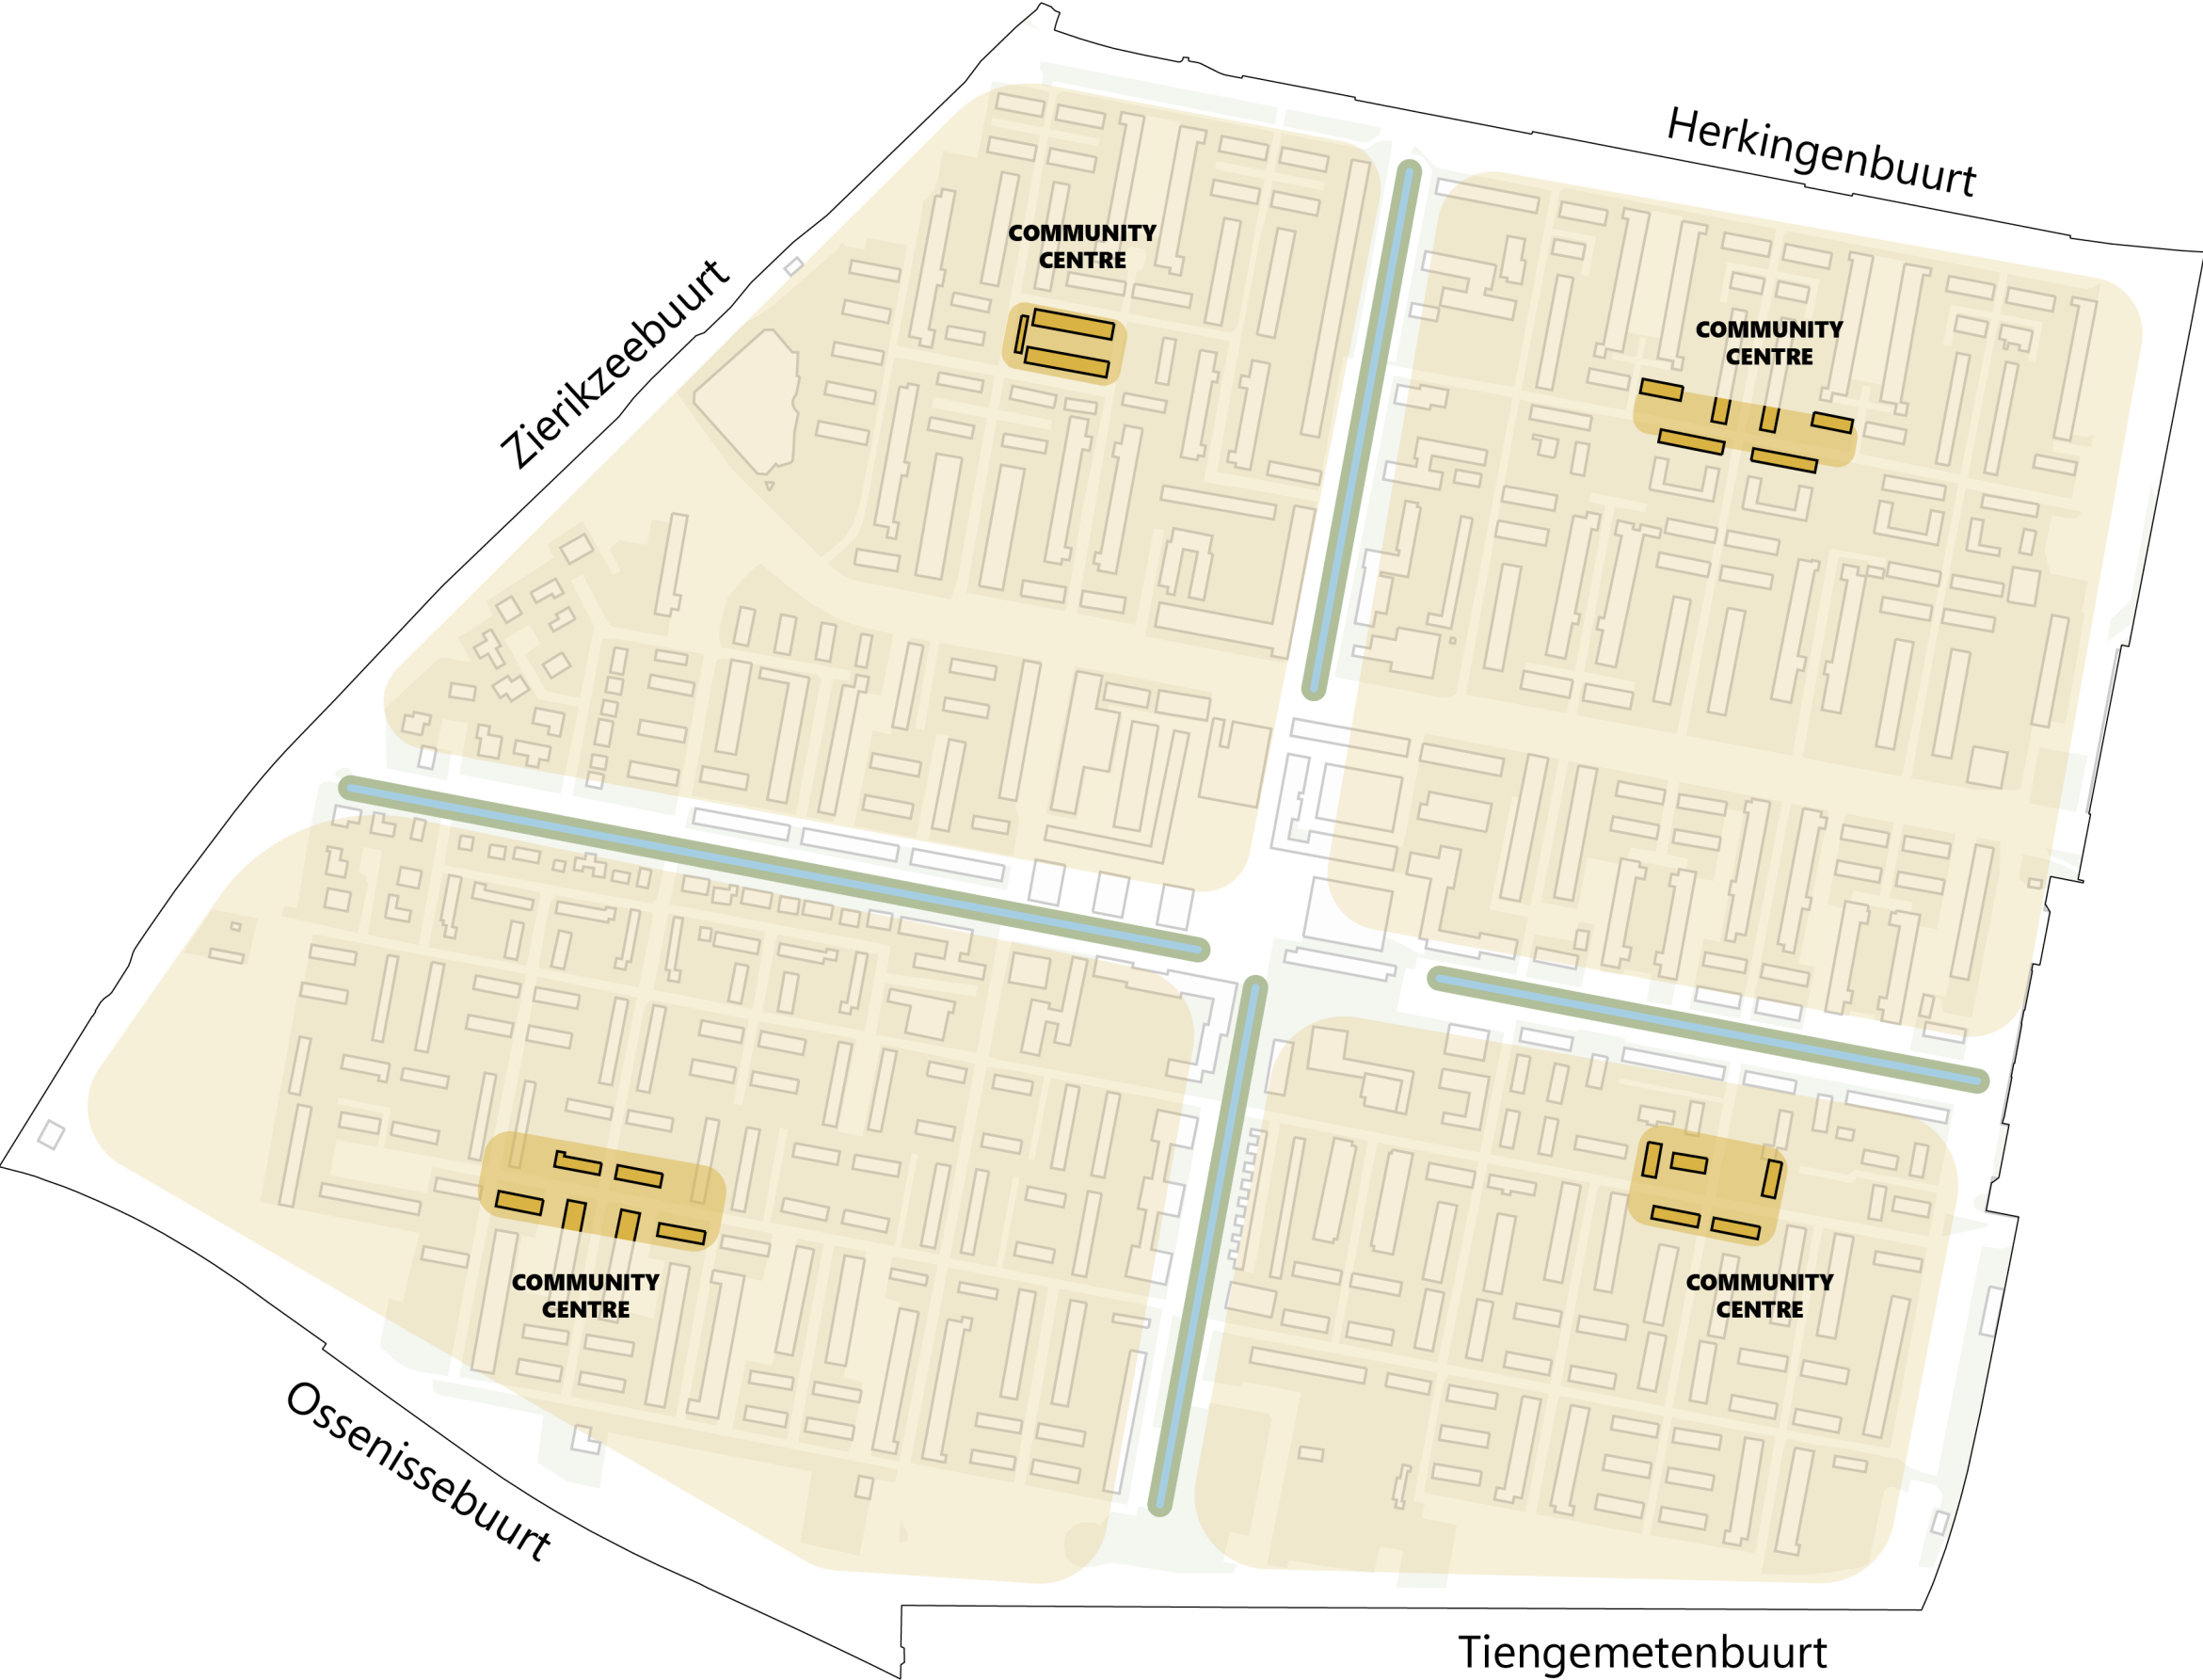 Herkingenbuurt
COMMUNITY
CENTRE
Zierikzeebuurt
COMMUNITY
CENTRE
COMMUNITY
CENTRE
COMMUNITY
CENTRE
Ossenissebuurt
Tiengemetenbuurt